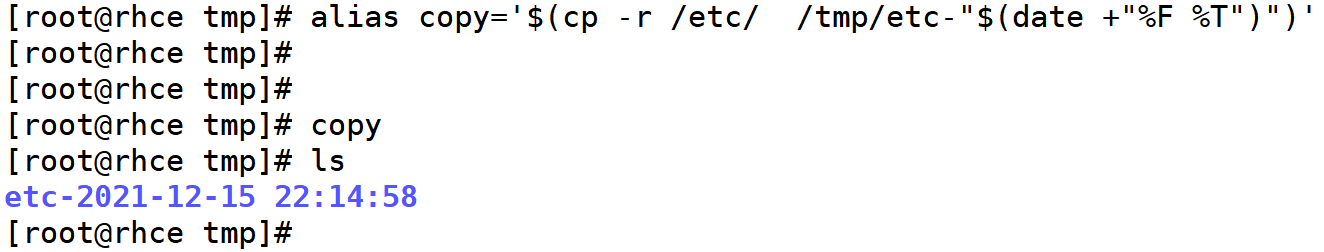 [root@rhce tmp]# alias copy='$(cp -r /etc/  /tmp/etc-"$(date +"%F %T")")'
[root@rhce tmp]#
[root@rhce tmp]#
[root@rhce tmp]# copy
[root@rhce tmp]# ls
etc-2021-12-15 22:14:58
[root@rhce tmp]#